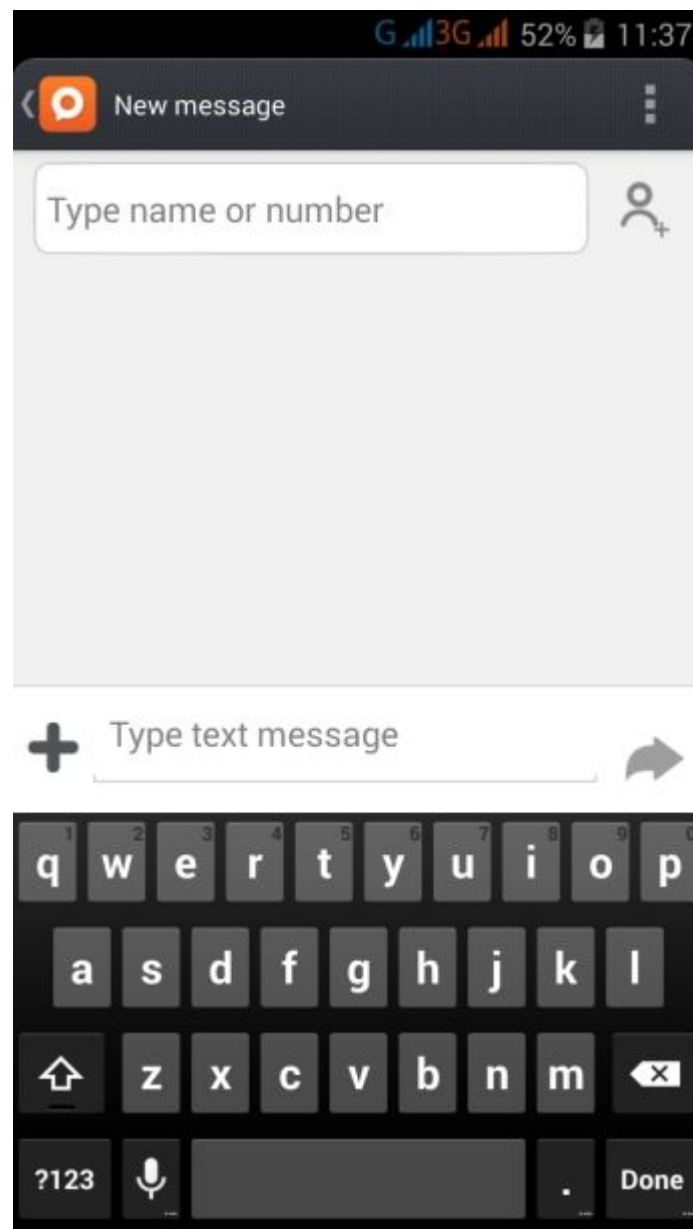 G 3G 52% 11:37
New message
Type name or number
Type text message
1 2 3 4 5 6 7 8 9 0
q w e r t y u i o p
a s d f g h j k l
z x c v b n m
?123 . Done